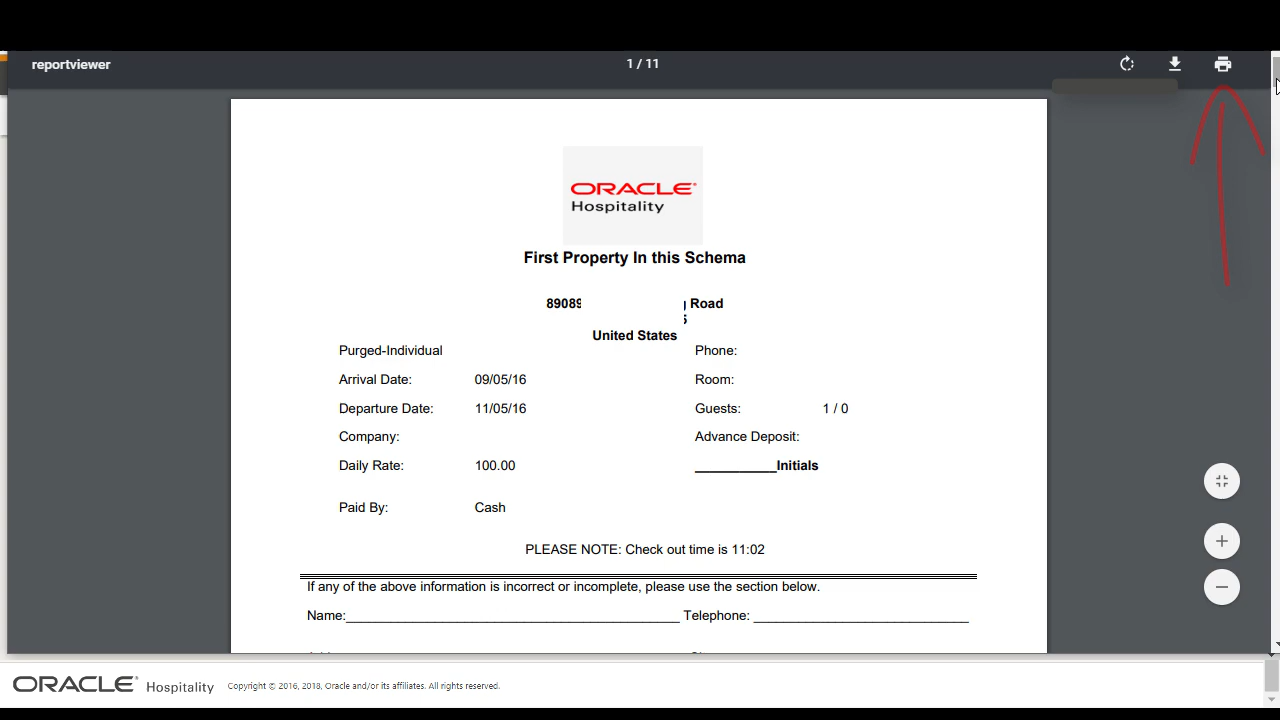 reportviewer 1 / 11
ORACLE®
Hospitality
First Property In this Schema
89089 Road
United States
Purged-Individual Phone:
Arrival Date: 09/05/16 Room:
Departure Date: 11/05/16 Guests: 1 / 0
Company: Advance Deposit:
Daily Rate: 100.00 ___________Initials
Paid By: Cash
PLEASE NOTE: Check out time is 11:02
If any of the above information is incorrect or incomplete, please use the section below.
Name:_____________________________________________ Telephone: _____________________________
ORACLE® Hospitality Copyright © 2016, 2018, Oracle and/or its affiliates. All rights reserved.